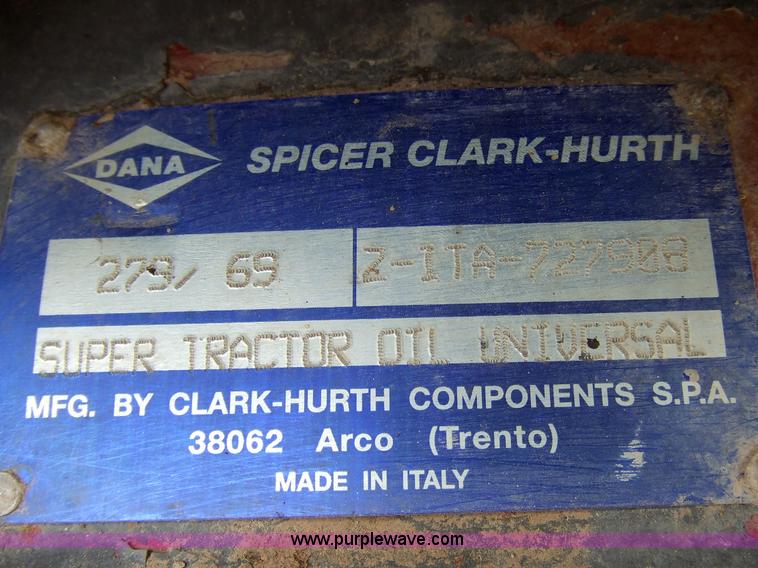 DANA SPICER CLARK-HURTH
279/ 69 Z-ITA-727908
SUPER TRACTOR OIL UNIVERSAL
MFG. BY CLARK-HURTH COMPONENTS S.P.A.
38062 Arco (Trento)
MADE IN ITALY
www.purplewave.com